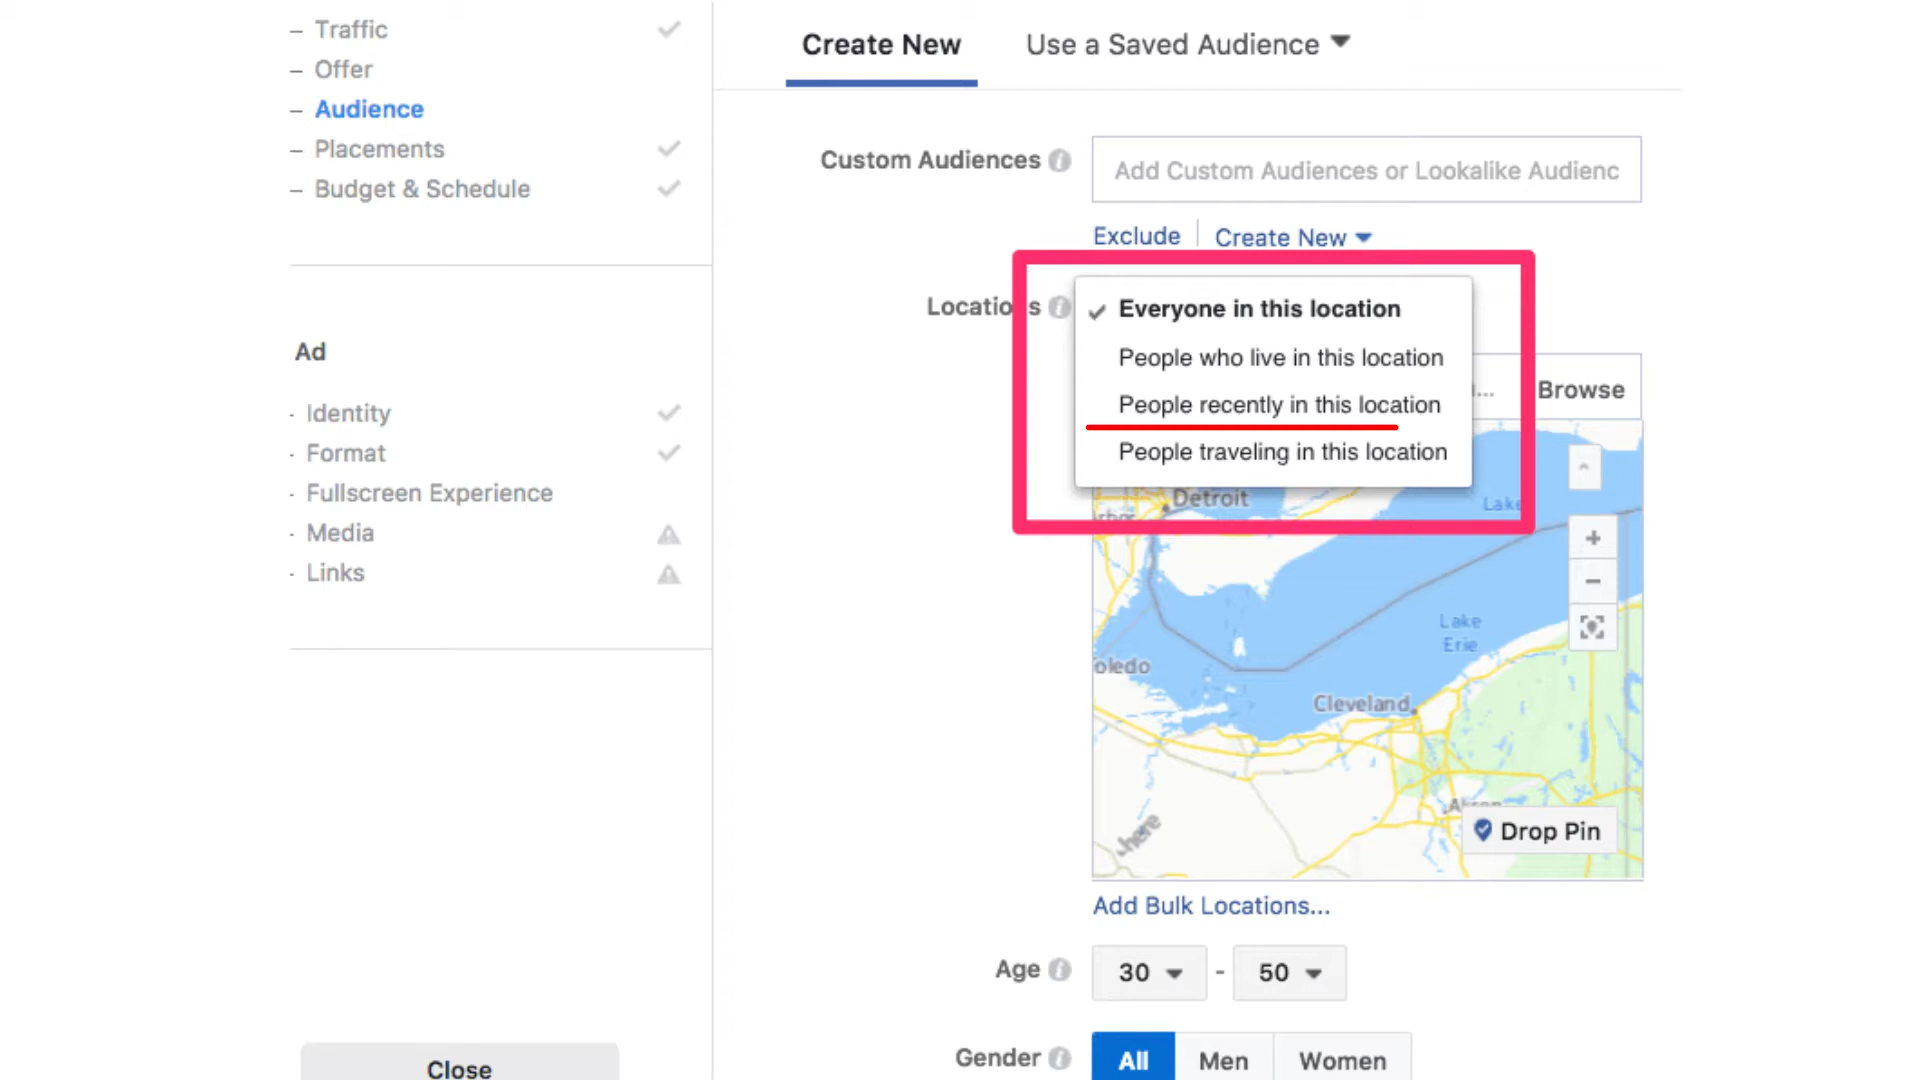 – Traffic
– Offer
– Audience
– Placements
– Budget & Schedule
Ad
· Identity
· Format
· Fullscreen Experience
· Media
· Links
Close
Create New
Use a Saved Audience
Custom Audiences
Add Custom Audiences or Lookalike Audienc
Exclude
Create New
Locations
Everyone in this location
People who live in this location
People recently in this location
People traveling in this location
... Browse
Detroit
Lake
Lake
Erie
oledo
Cleveland
Akron
here
Drop Pin
Add Bulk Locations...
Age
30 - 50
Gender
All Men Women